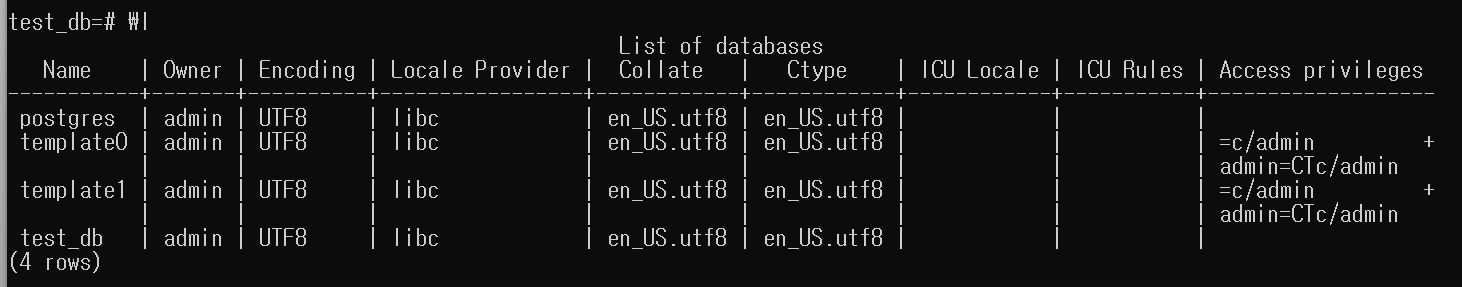 test_db=# ₩l
List of databases
Name | Owner | Encoding | Locale Provider | Collate | Ctype | ICU Locale | ICU Rules | Access privileges
-----------+-------+----------+-----------------+------------+------------+------------+-----------+-------------------
postgres | admin | UTF8 | libc | en_US.utf8 | en_US.utf8 | | |
template0 | admin | UTF8 | libc | en_US.utf8 | en_US.utf8 | | | =c/admin +
| | | | | | | | admin=CTc/admin
template1 | admin | UTF8 | libc | en_US.utf8 | en_US.utf8 | | | =c/admin +
| | | | | | | | admin=CTc/admin
test_db | admin | UTF8 | libc | en_US.utf8 | en_US.utf8 | | |
(4 rows)